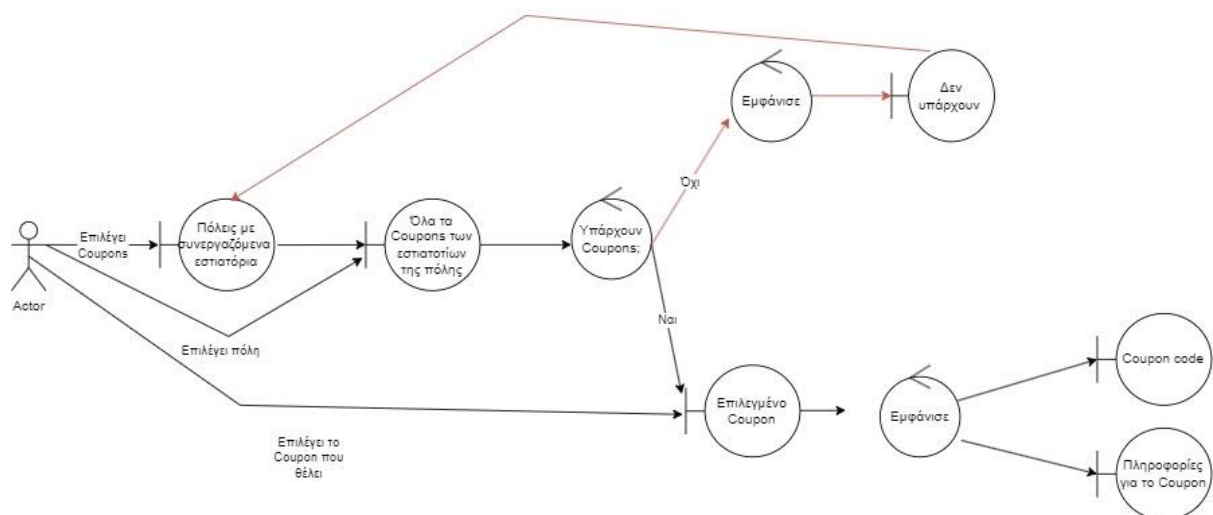 Εμφάνισε
Δεν
υπάρχουν
Όχι
Επιλέγει
Coupons
Πόλεις με
συνεργαζόμενα
εστιατόρια
Όλα τα
Coupons των
εστιατοτίων
της πόλης
Υπάρχουν
Coupons;
Actor
Ναι
Επιλέγει πόλη
Επιλεγμένο
Coupon
Εμφάνισε
Coupon code
Επιλέγει το
Coupon που
θέλει
Πληροφορίες
για το Coupon